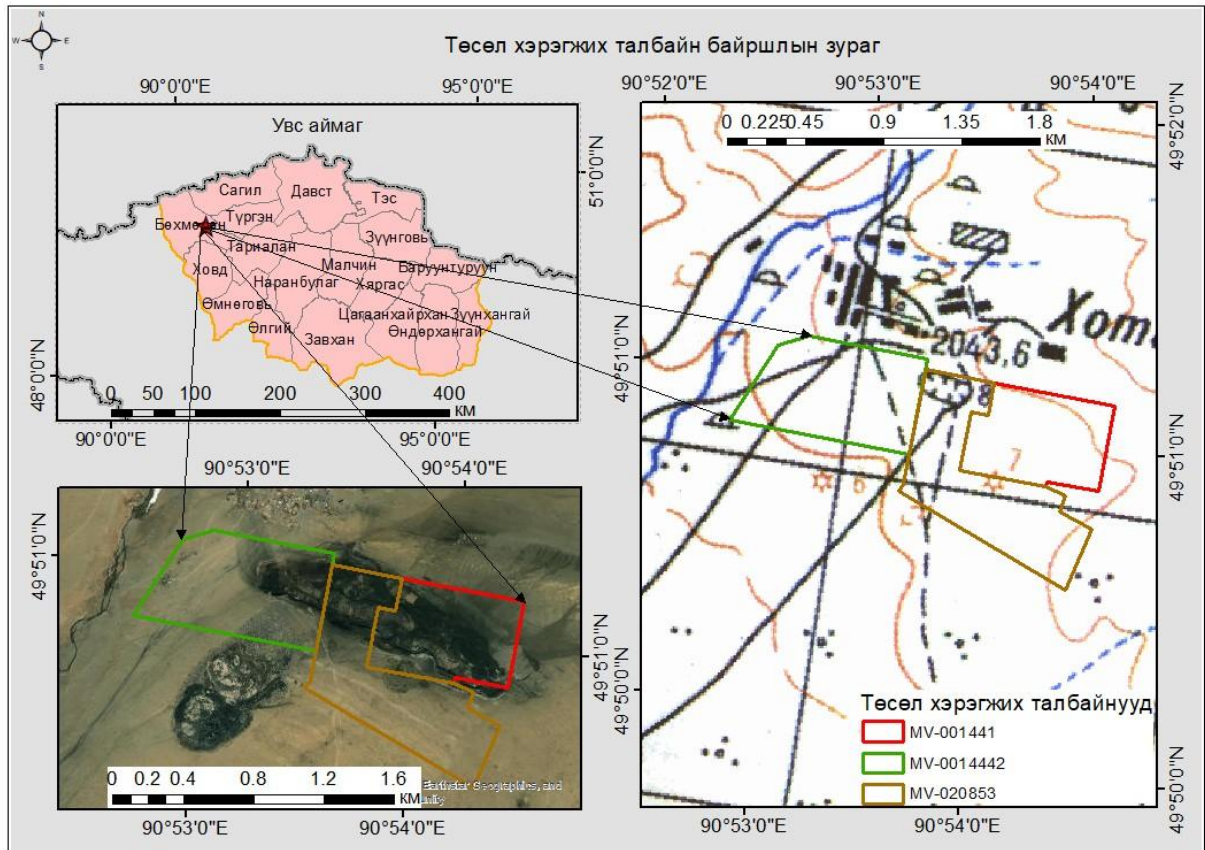 N
W E
S
Төсөл хэрэгжих талбайн байршлын зураг
90°0'0"E 95°0'0"E
Увс аймаг
Сагил
Давст
Тэс
Түргэн
Бөхмөрөн
Тариалан
Зүүнговь
Малчин
Баруунтуруун
Ховд
Наранбулаг
Хяргас
Өмнөговь
Цагаанхайрхан
Зүүнхангай
Өлгий
Өндөрхангай
Завхан
0 50 100 200 300 400
КМ
51°0'0"N
48°0'0"N
90°0'0"E 95°0'0"E
90°52'0"E 90°53'0"E 90°54'0"E
0 0.225 0.45 0.9 1.35 1.8
КМ
49°52'0"N
49°51'0"N
2043,6
Хот
8
7
6
49°51'0"N
49°50'0"N
49°50'0"N
90°53'0"E 90°54'0"E
90°53'0"E 90°54'0"E
49°51'0"N
49°51'0"N
49°50'0"N
0 0.2 0.4 0.8 1.2 1.6
КМ
Earthstar Geographics, and
90°53'0"E 90°54'0"E
Төсөл хэрэгжих талбайнууд
MV-001441
MV-0014442
MV-020853